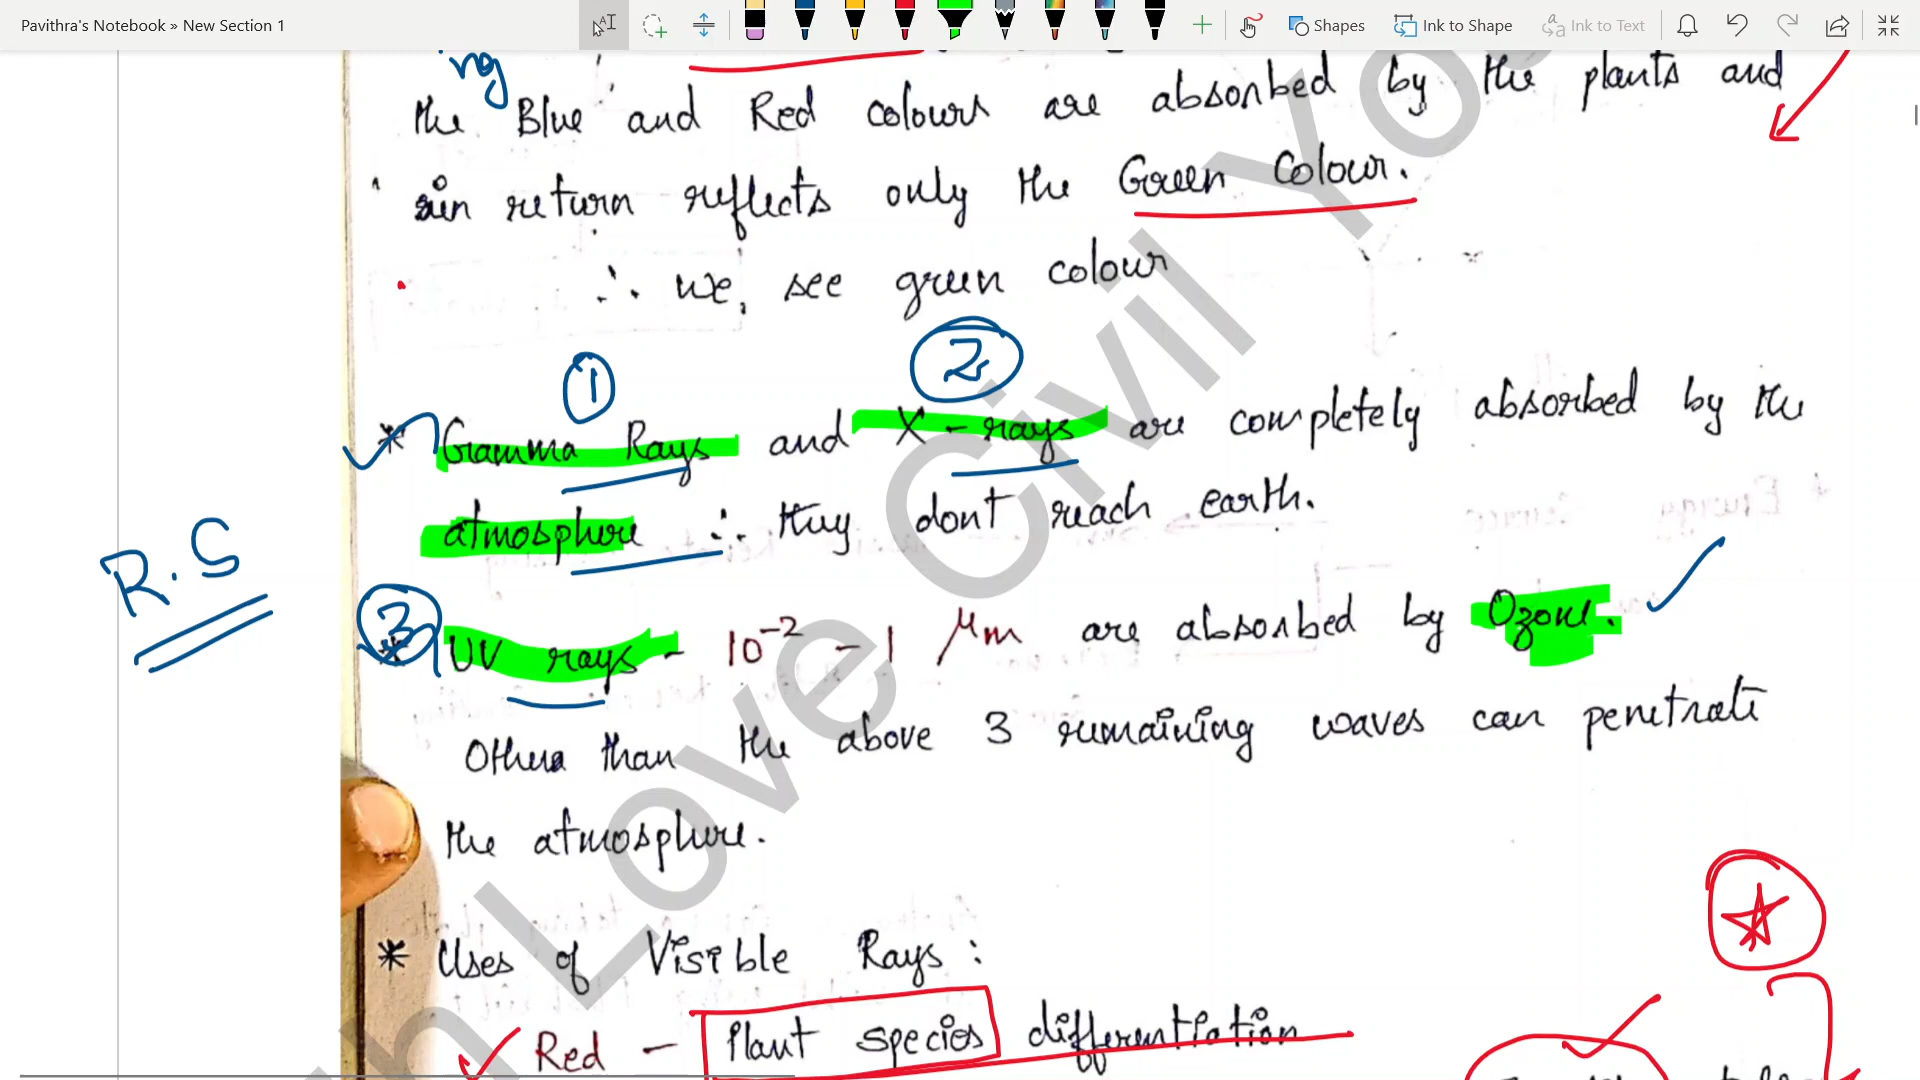 Pavithra's Notebook » New Section 1
Shapes
Ink to Shape
Ink to Text
ng
the Blue and Red colours are absorbed by the plants and
in return reflects only the Green Colour.
∴ we, see green colour
1
2
* Gamma Rays and X-rays are completely absorbed by the
atmosphere ∴ they dont reach earth.
R.S
3
* UV rays - 10⁻² - 1 μm are absorbed by Ozone.
Other than the above 3 remaining waves can penetrate
the atmosphere.
* Uses of Visible Rays :
Red - Plant species differentiation
Love Civil